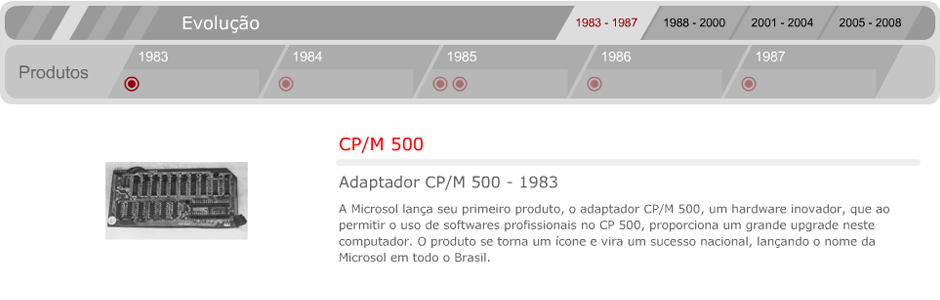 Evolução
1983 - 1987
1988 - 2000
2001 - 2004
2005 - 2008
Produtos
1983
1984
1985
1986
1987
CP/M 500
Adaptador CP/M 500 - 1983
A Microsol lança seu primeiro produto, o adaptador CP/M 500, um hardware inovador, que ao
permitir o uso de softwares profissionais no CP 500, proporciona um grande upgrade neste
computador. O produto se torna um ícone e vira um sucesso nacional, lançando o nome da
Microsol em todo o Brasil.